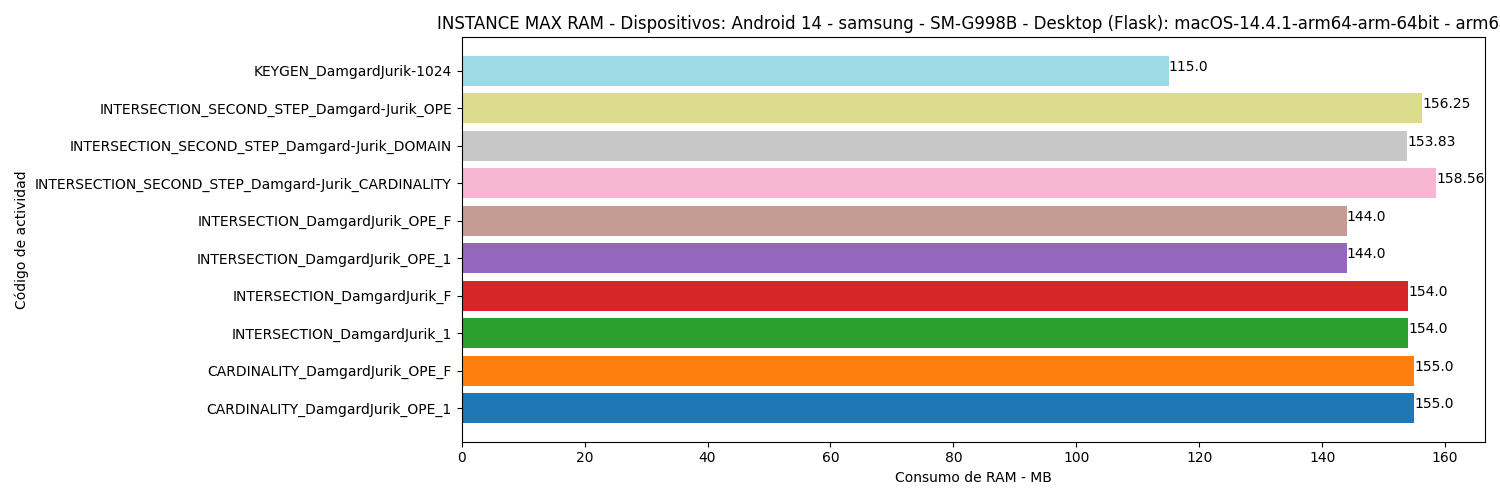 INSTANCE MAX RAM - Dispositivos: Android 14 - samsung - SM-G998B - Desktop (Flask): macOS-14.4.1-arm64-arm-64bit - arm6
KEYGEN_DamgardJurik-1024
115.0
INTERSECTION_SECOND_STEP_Damgard-Jurik_OPE
156.25
INTERSECTION_SECOND_STEP_Damgard-Jurik_DOMAIN
153.83
INTERSECTION_SECOND_STEP_Damgard-Jurik_CARDINALITY
158.56
INTERSECTION_DamgardJurik_OPE_F
144.0
INTERSECTION_DamgardJurik_OPE_1
144.0
INTERSECTION_DamgardJurik_F
154.0
INTERSECTION_DamgardJurik_1
154.0
CARDINALITY_DamgardJurik_OPE_F
155.0
CARDINALITY_DamgardJurik_OPE_1
155.0
Código de actividad
0 20 40 60 80 100 120 140 160
Consumo de RAM - MB